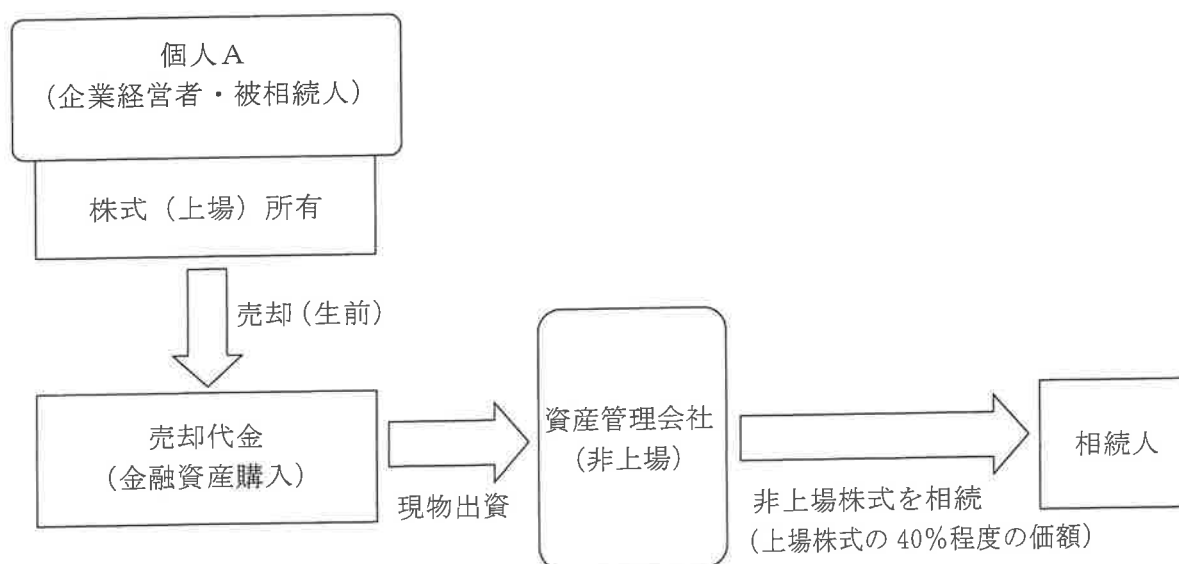 個人A
（企業経営者・被相続人）
株式（上場）所有
売却（生前）
売却代金
（金融資産購入）
現物出資
資産管理会社
（非上場）
非上場株式を相続
（上場株式の 40％程度の価額）
相続人